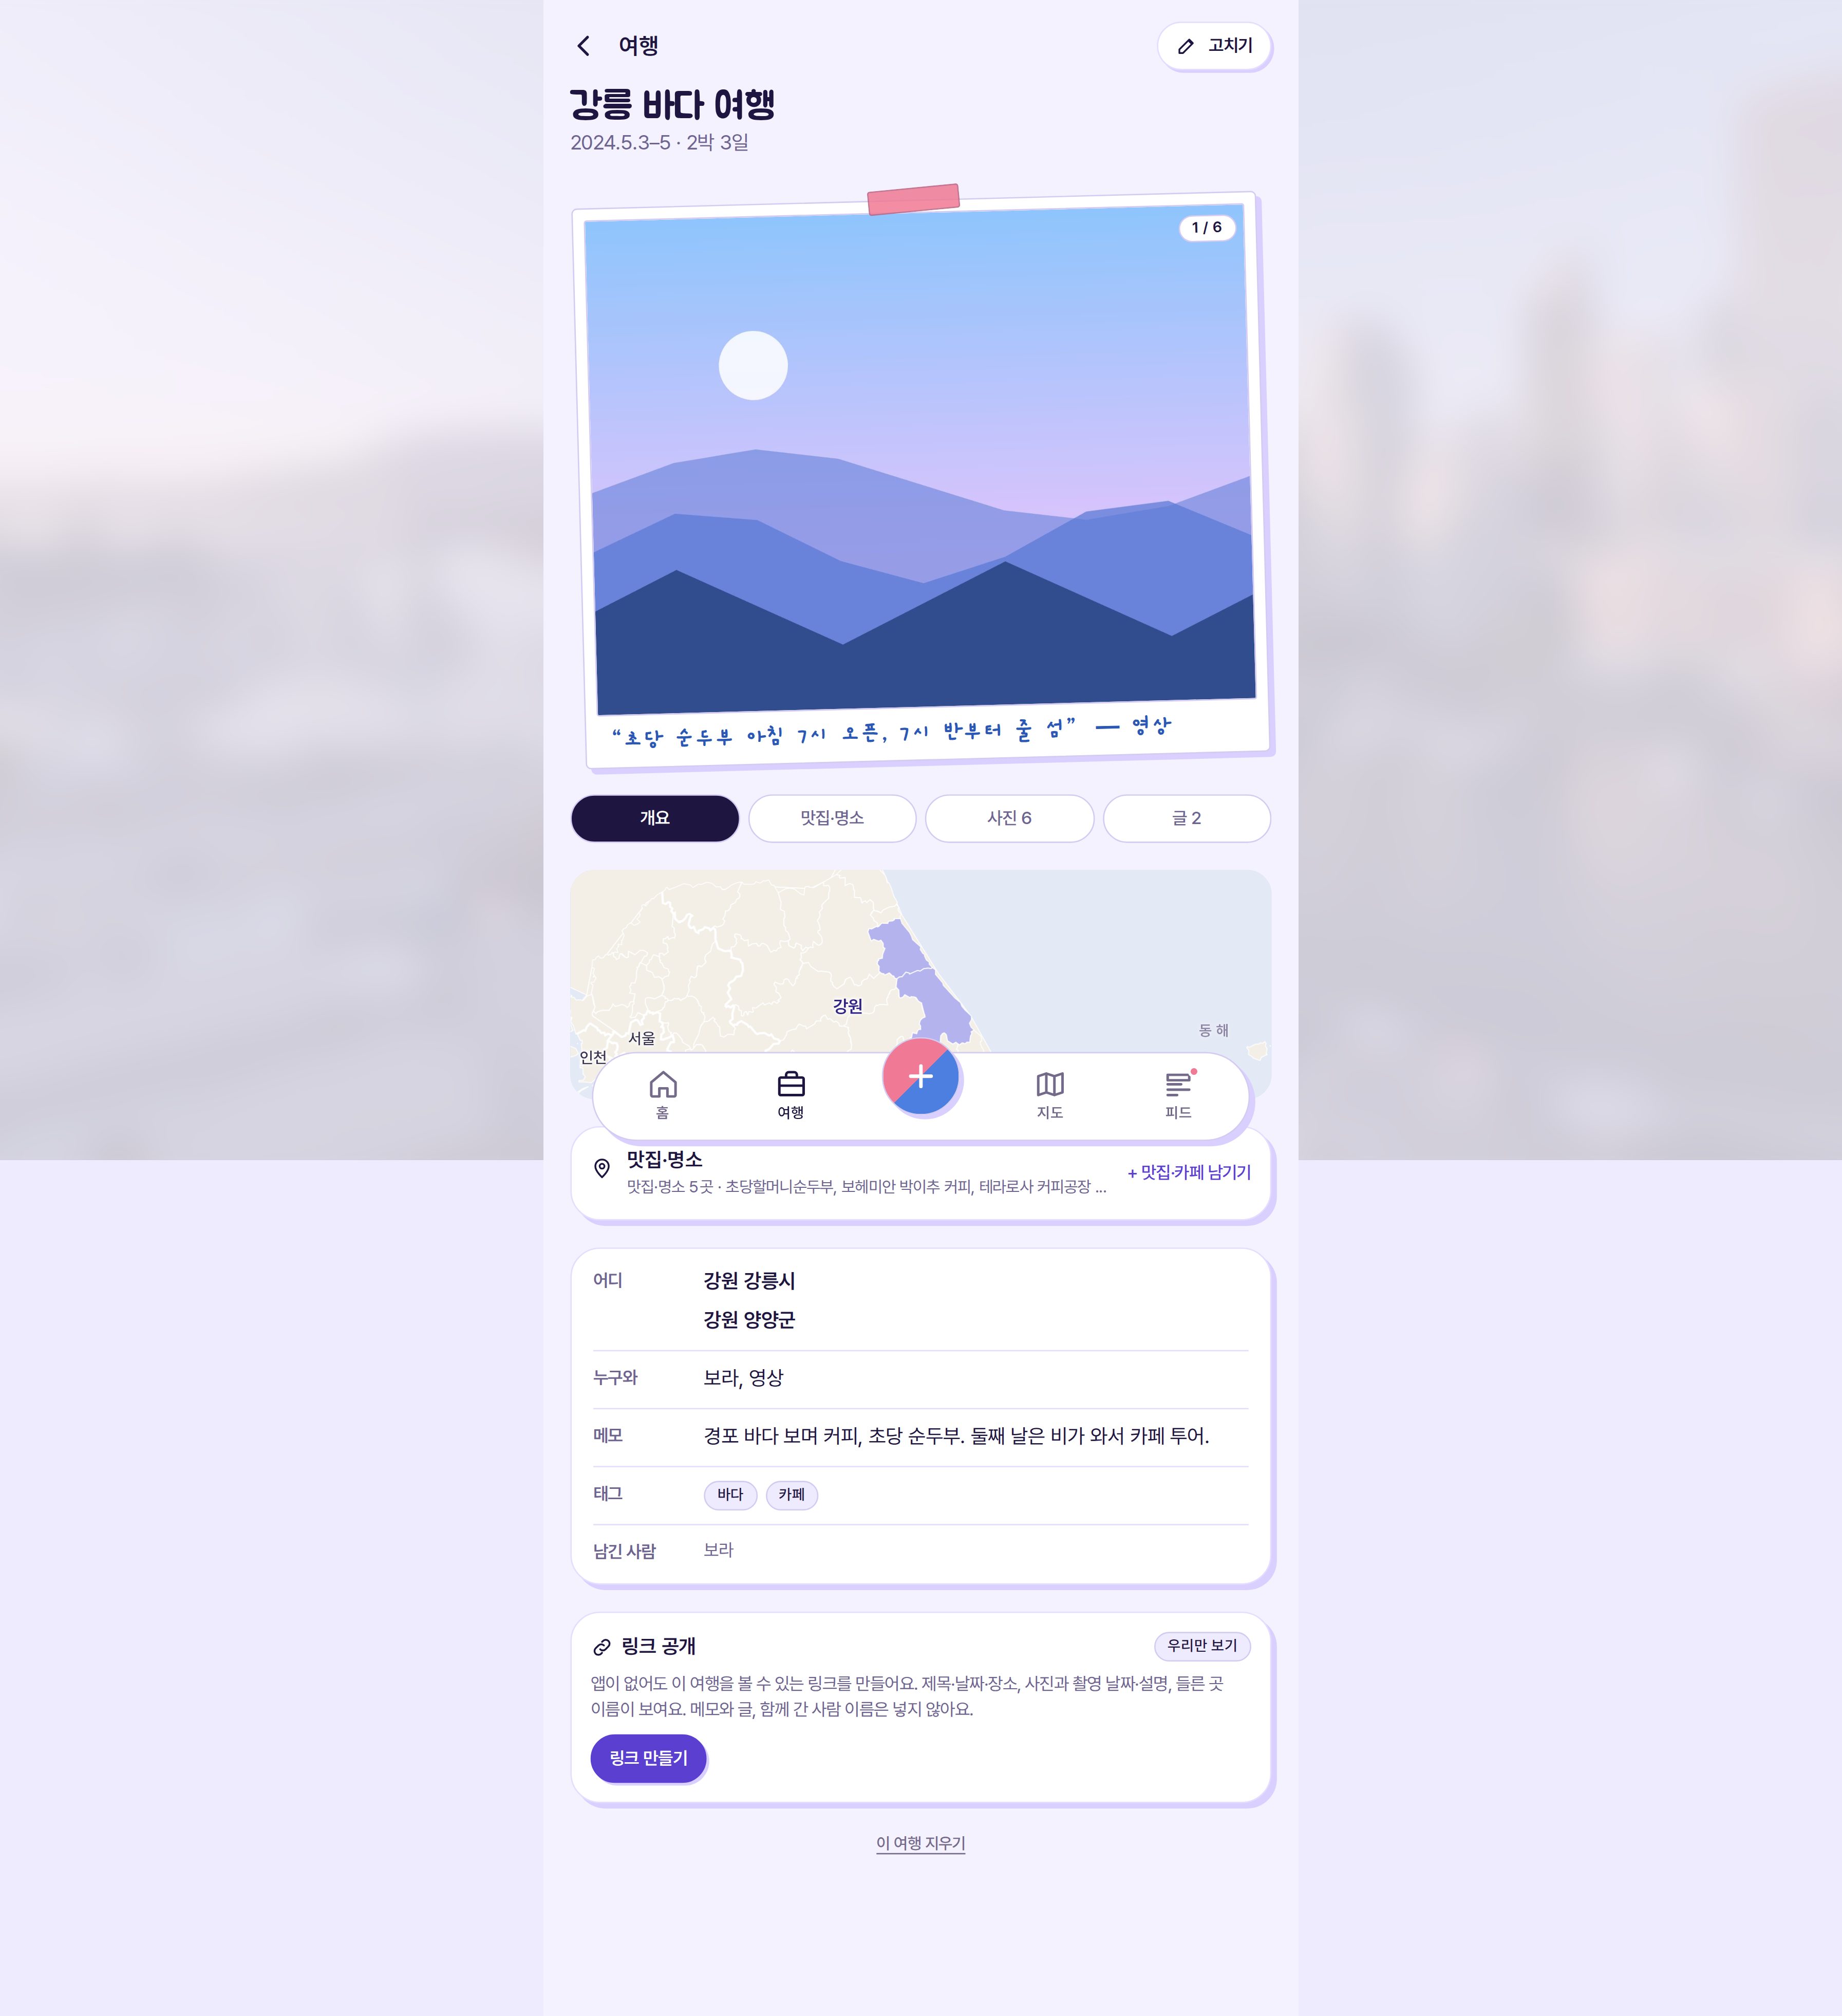 여행
고치기
강릉 바다 여행
2024.5.3–5 · 2박 3일
1 / 6
“초당 순두부 아침 7시 오픈, 7시 반부터 줄 섬” — 영상
개요
맛집·명소
사진 6
글 2
강원
동 해
서울
인천
홈
여행
지도
피드
맛집·명소
+ 맛집·카페 남기기
맛집·명소 5곳 · 초당할머니순두부, 보헤미안 박이추 커피, 테라로사 커피공장 ...
어디
강원 강릉시
강원 양양군
누구와
보라, 영상
메모
경포 바다 보며 커피, 초당 순두부. 둘째 날은 비가 와서 카페 투어.
태그
바다
카페
남긴 사람
보라
링크 공개
우리만 보기
앱이 없어도 이 여행을 볼 수 있는 링크를 만들어요. 제목·날짜·장소, 사진과 촬영 날짜·설명, 들른 곳
이름이 보여요. 메모와 글, 함께 간 사람 이름은 넣지 않아요.
링크 만들기
이 여행 지우기